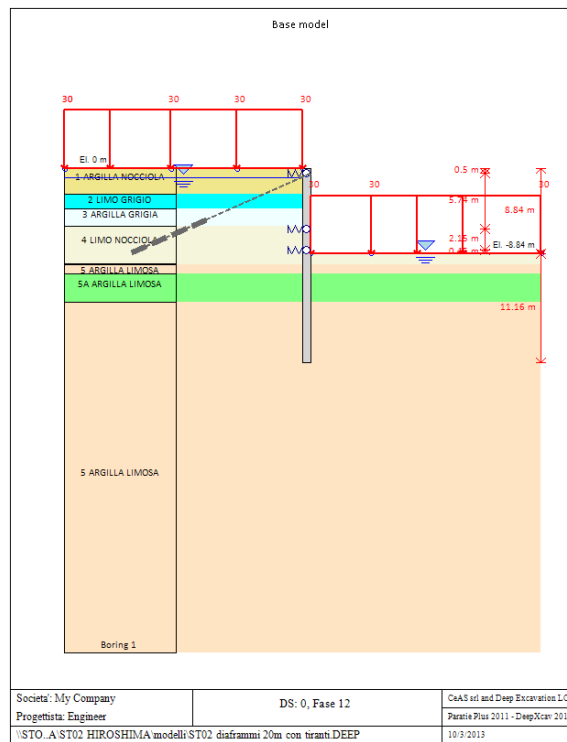 Base model
30
30
30
30
30
El. 0 m
1 ARGILLA NOCCIOLA
0.5 m
30
30
30
5.74 m
8.84 m
2 LIMO GRIGIO
3 ARGILLA GRIGIA
4 LIMO NOCCIOLA
2.15 m
El. -8.84 m
5 ARGILLA LIMOSA
5A ARGILLA LIMOSA
11.16 m
5 ARGILLA LIMOSA
Boring 1
Societa': My Company
Progettista: Engineer
DS: 0, Fase 12
CeAS srl and Deep Excavation LC
Paratie Plus 2011 - DeepXcav 201
\\STO..A\ST02 HIROSHIMA\modelli\ST02 diaframmi 20m con tiranti.DEEP
10/3/2013